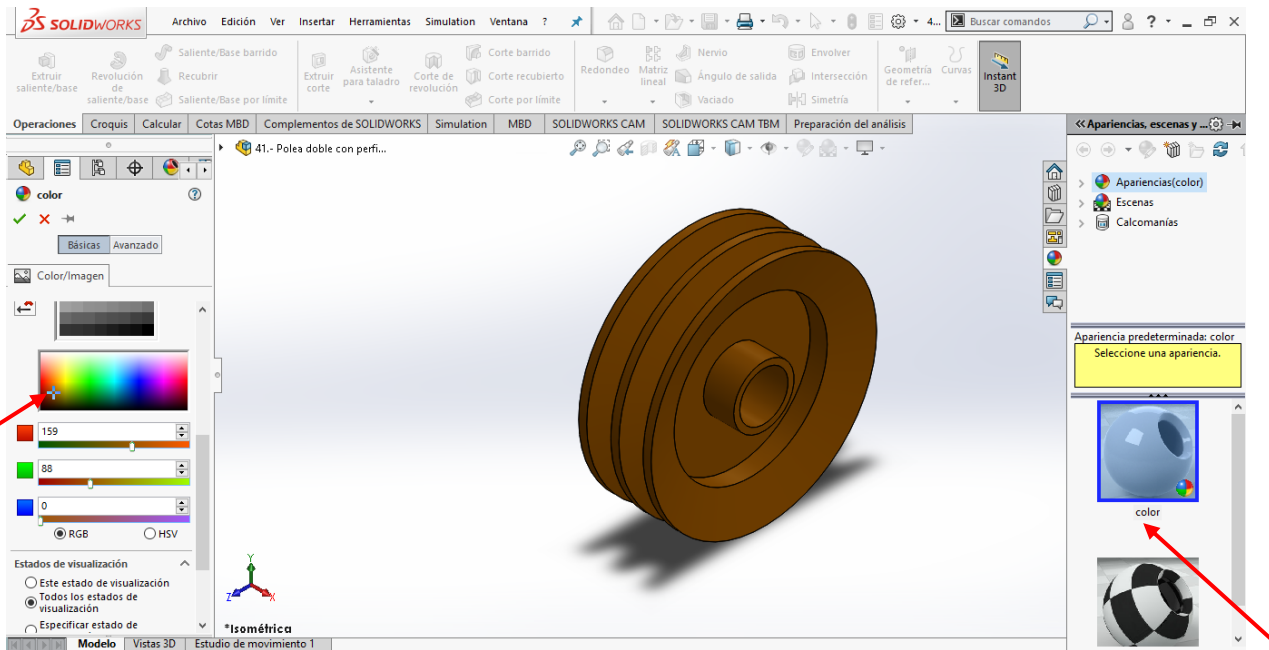 SOLIDWORKS Archivo Edición Ver Insertar Herramientas Simulation Ventana ? 4... Buscar comandos ?
Extruir saliente/base
Revolución de saliente/base
Saliente/Base barrido
Recubrir
Saliente/Base por límite
Extruir corte
Asistente para taladro
Corte de revolución
Corte barrido
Corte recubierto
Corte por límite
Redondeo
Matriz lineal
Nervio
Ángulo de salida
Vaciado
Envolver
Intersección
Simetría
Geometría de refer...
Curvas
Instant 3D
Operaciones Croquis Calcular Cotas MBD Complementos de SOLIDWORKS Simulation MBD SOLIDWORKS CAM SOLIDWORKS CAM TBM Preparación del análisis
color
Básicas Avanzado
Color/Imagen
159
88
0
RGB HSV
Estados de visualización
Este estado de visualización
Todos los estados de
visualización
Especificar estado de
41.- Polea doble con perfi...
Y
Z X
*Isométrica
Apariencias, escenas y ...
Apariencias(color)
Escenas
Calcomanías
Apariencia predeterminada: color
Seleccione una apariencia.
color
Modelo Vistas 3D Estudio de movimiento 1